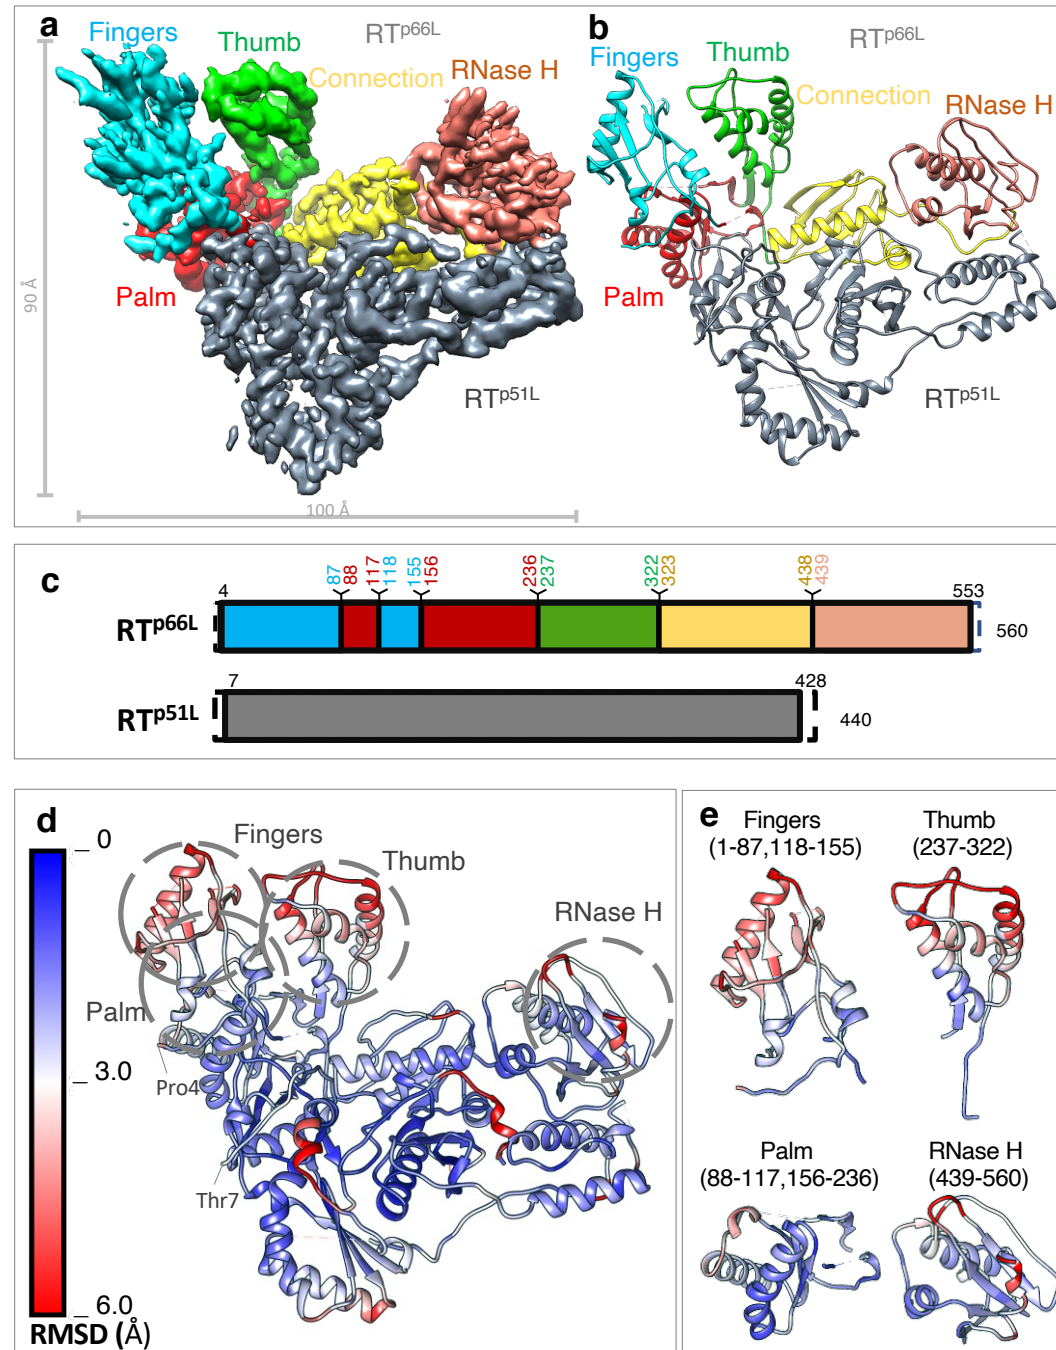 a
Fingers
Thumb
RTp66L
Connection
RNase H
Palm
RTp51L
90 Å
100 Å
b
Fingers
Thumb
RTp66L
Connection
RNase H
Palm
RTp51L
c
4
87
88
117
118
155
156
236
237
322
323
438
439
553
RTp66L
560
7
428
RTp51L
440
d
0
3.0
6.0
RMSD (Å)
Fingers
Thumb
RNase H
Palm
Pro4
Thr7
e
Fingers
(1-87,118-155)
Thumb
(237-322)
Palm
(88-117,156-236)
RNase H
(439-560)